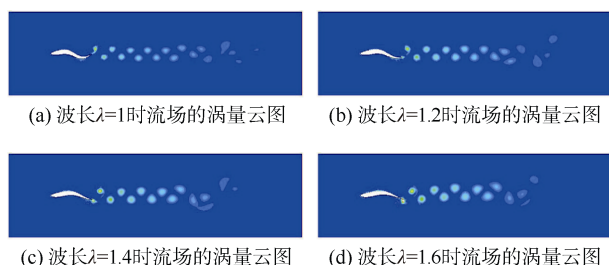 (a) 波长λ=1时流场的涡量云图
(b) 波长λ=1.2时流场的涡量云图
(c) 波长λ=1.4时流场的涡量云图
(d) 波长λ=1.6时流场的涡量云图